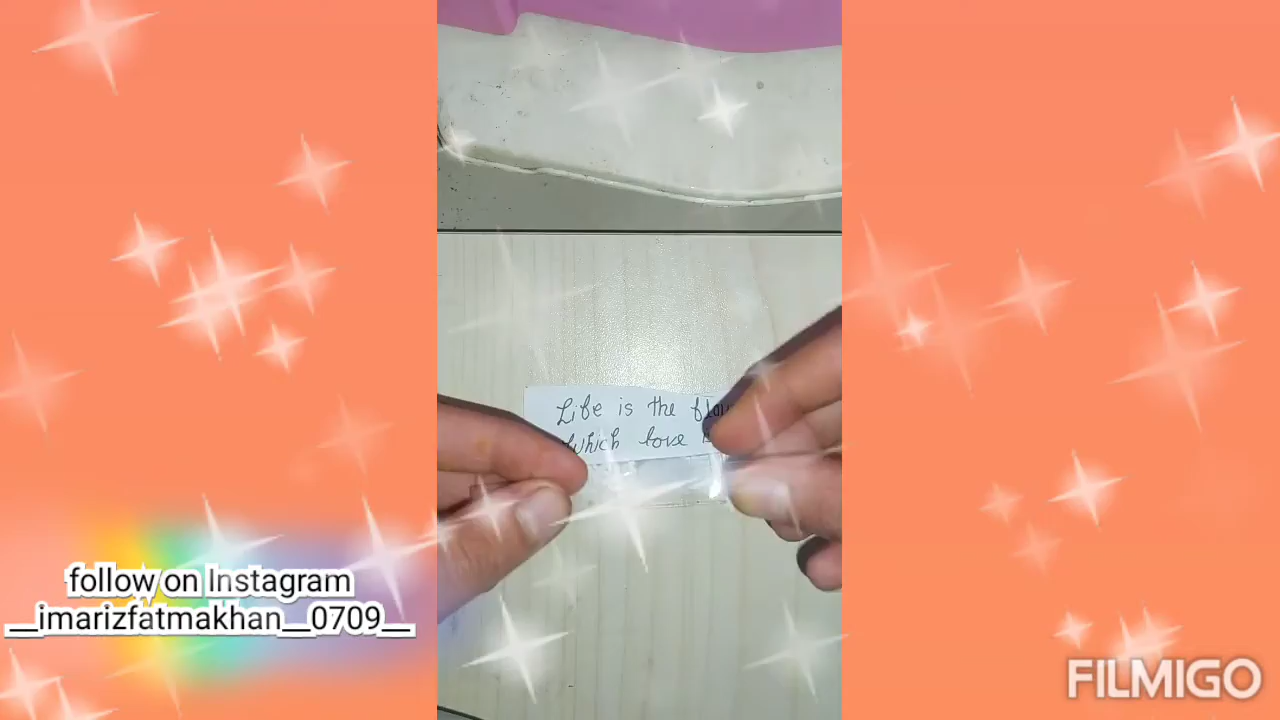 Life is the
which love
follow on Instagram
__imarizfatmakhan__0709__
FILMIGO